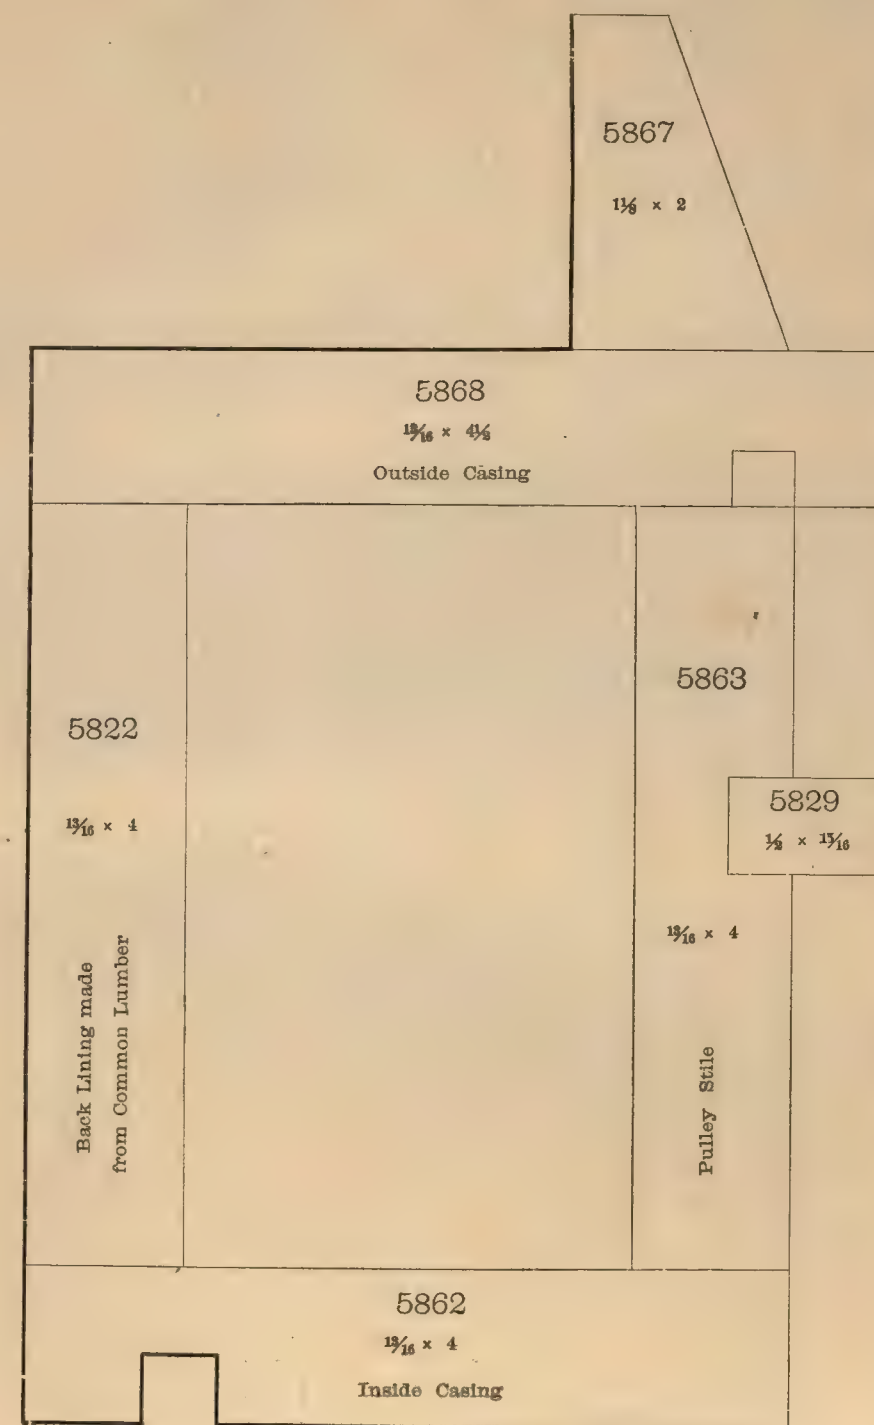 5867
1⅛ × 2
5868
13/16 × 4½
Outside Casing
5863
5822
5829
13/16 × 4
½ × 15/16
13/16 × 4
Back Lining made
from Common Lumber
Pulley Stile
5862
13/16 × 4
Inside Casing